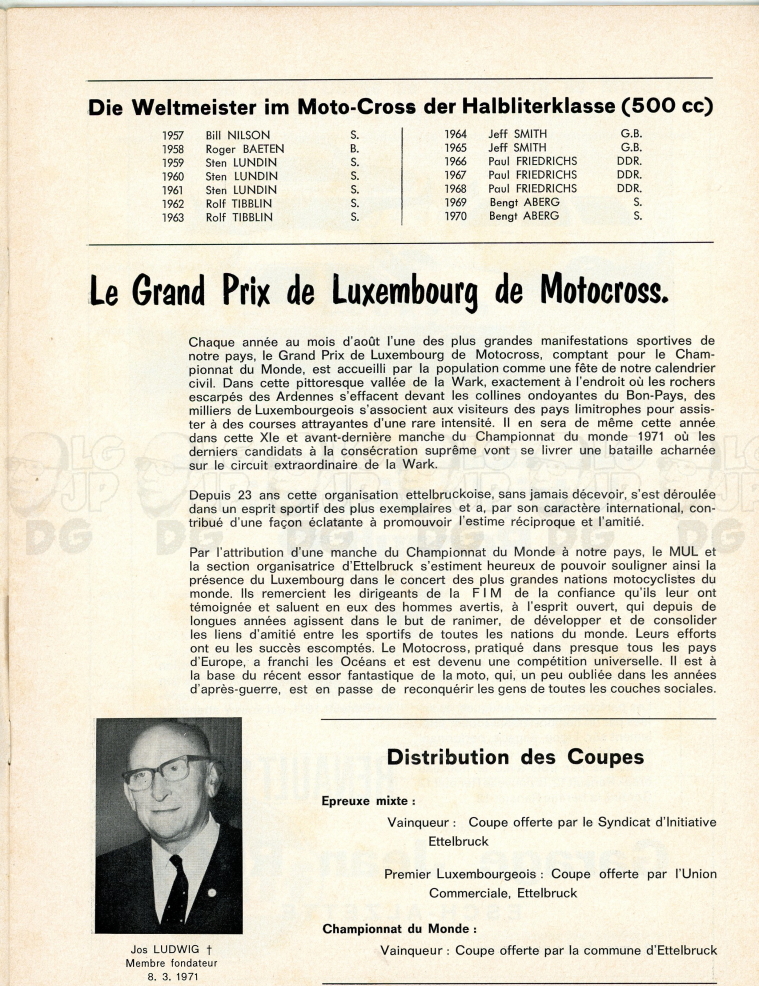 Die Weltmeister im Moto-Cross der Halbliterklasse (500 cc)
1957 Bill NILSON S.
1958 Roger BAETEN B.
1959 Sten LUNDIN S.
1960 Sten LUNDIN S.
1961 Sten LUNDIN S.
1962 Rolf TIBBLIN S.
1963 Rolf TIBBLIN S.
1964 Jeff SMITH G.B.
1965 Jeff SMITH G.B.
1966 Paul FRIEDRICHS DDR.
1967 Paul FRIEDRICHS DDR.
1968 Paul FRIEDRICHS DDR.
1969 Bengt ABERG S.
1970 Bengt ABERG S.
Le Grand Prix de Luxembourg de Motocross.
Chaque année au mois d'août l'une des plus grandes manifestations sportives de
notre pays, le Grand Prix de Luxembourg de Motocross, comptant pour le Cham-
pionnat du Monde, est accueilli par la population comme une fête de notre calendrier
civil. Dans cette pittoresque vallée de la Wark, exactement à l'endroit où les rochers
escarpés des Ardennes s'effacent devant les collines ondoyantes du Bon-Pays, des
milliers de Luxembourgeois s'associent aux visiteurs des pays limitrophes pour assis-
ter à des courses attrayantes d'une rare intensité. Il en sera de même cette année
dans cette XIe et avant-dernière manche du Championnat du monde 1971 où les
derniers candidats à la consécration suprême vont se livrer une bataille acharnée
sur le circuit extraordinaire de la Wark.
Depuis 23 ans cette organisation ettelbruckoise, sans jamais décevoir, s'est déroulée
dans un esprit sportif des plus exemplaires et a, par son caractère international, con-
tribué d'une façon éclatante à promouvoir l'estime réciproque et l'amitié.
Par l'attribution d'une manche du Championnat du Monde à notre pays, le MUL et
la section organisatrice d'Ettelbruck s'estiment heureux de pouvoir souligner ainsi la
présence du Luxembourg dans le concert des plus grandes nations motocyclistes du
monde. Ils remercient les dirigeants de la FIM de la confiance qu'ils leur ont
témoignée et saluent en eux des hommes avertis, à l'esprit ouvert, qui depuis de
longues années agissent dans le but de ranimer, de développer et de consolider
les liens d'amitié entre les sportifs de toutes les nations du monde. Leurs efforts
ont eu les succès escomptés. Le Motocross, pratiqué dans presque tous les pays
d'Europe, a franchi les Océans et est devenu une compétition universelle. Il est à
la base du récent essor fantastique de la moto, qui, un peu oubliée dans les années
d'après-guerre, est en passe de reconquérir les gens de toutes les couches sociales.
Jos LUDWIG †
Membre fondateur
8. 3. 1971
Distribution des Coupes
Epreuxe mixte :
Vainqueur : Coupe offerte par le Syndicat d'Initiative
Ettelbruck
Premier Luxembourgeois : Coupe offerte par l'Union
Commerciale, Ettelbruck
Championnat du Monde :
Vainqueur : Coupe offerte par la commune d'Ettelbruck
LG
JP
DG
LG
JP
DG
LG
JP
DG
LG
JP
DG
LG
JP
DG
LG
JP
DG